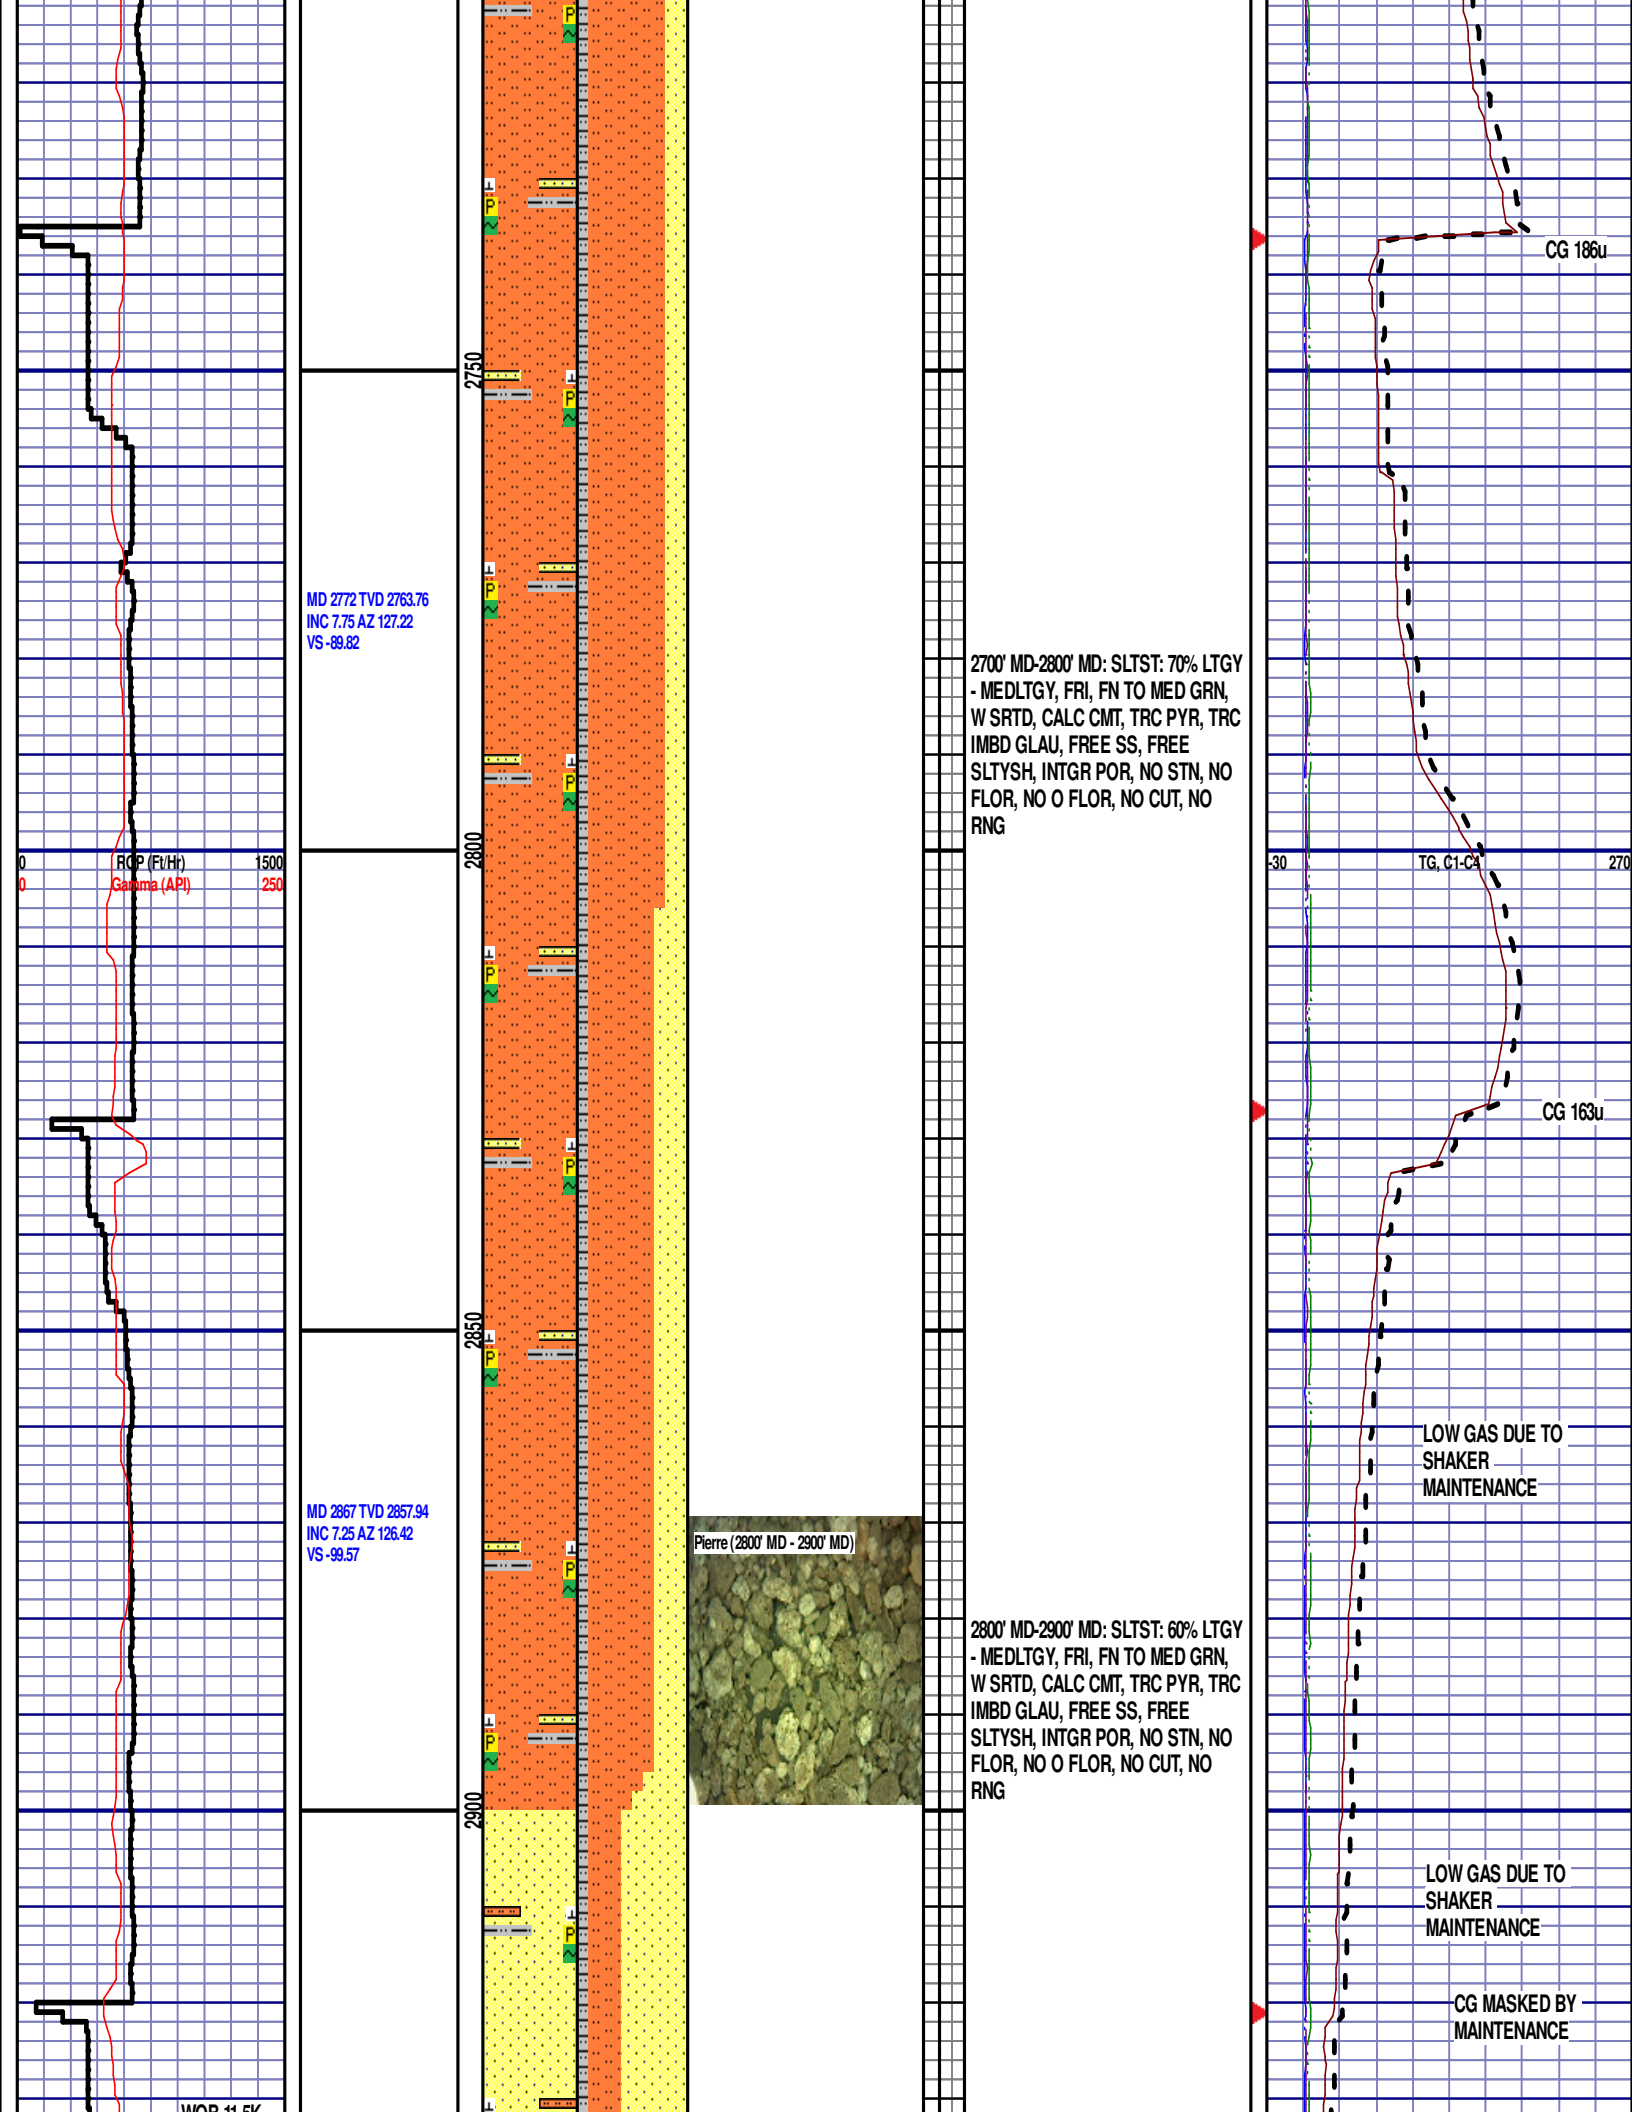 CG 186u
2750
MD 2772 TVD 2763.76
INC 7.75 AZ 127.22
VS -89.82
2700' MD-2800' MD: SLTST: 70% LTGY
- MEDLTGY, FRI, FN TO MED GRN,
W SRTD, CALC CMT, TRC PYR, TRC
IMBD GLAU, FREE SS, FREE
SLTYSH, INTGR POR, NO STN, NO
FLOR, NO O FLOR, NO CUT, NO
RNG
2800
0 ROP (Ft/Hr) 1500
0 Gamma (API) 250
-30 TG, C1-C4 270
CG 163u
2850
LOW GAS DUE TO
SHAKER
MAINTENANCE
MD 2867 TVD 2857.94
INC 7.25 AZ 126.42
VS -99.57
Pierre (2800' MD - 2900' MD)
2800' MD-2900' MD: SLTST: 60% LTGY
- MEDLTGY, FRI, FN TO MED GRN,
W SRTD, CALC CMT, TRC PYR, TRC
IMBD GLAU, FREE SS, FREE
SLTYSH, INTGR POR, NO STN, NO
FLOR, NO O FLOR, NO CUT, NO
RNG
2900
LOW GAS DUE TO
SHAKER
MAINTENANCE
CG MASKED BY
MAINTENANCE
WOB 11.5K